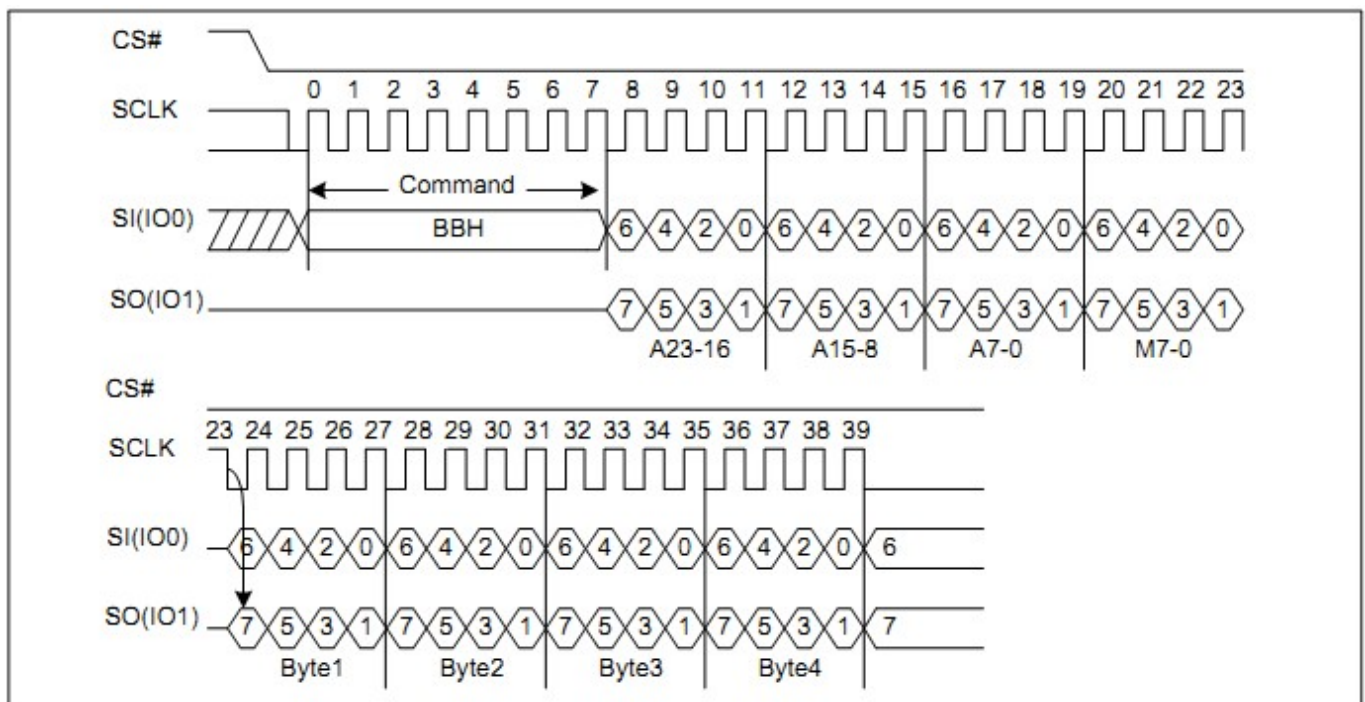 CS#
0 1 2 3 4 5 6 7 8 9 10 11 12 13 14 15 16 17 18 19 20 21 22 23
SCLK
Command
SI(IO0) BBH 6 4 2 0 6 4 2 0 6 4 2 0 6 4 2 0
SO(IO1) 7 5 3 1 7 5 3 1 7 5 3 1 7 5 3 1
A23-16 A15-8 A7-0 M7-0
CS#
23 24 25 26 27 28 29 30 31 32 33 34 35 36 37 38 39
SCLK
SI(IO0) 6 4 2 0 6 4 2 0 6 4 2 0 6 4 2 0 6
SO(IO1) 7 5 3 1 7 5 3 1 7 5 3 1 7 5 3 1 7
Byte1 Byte2 Byte3 Byte4